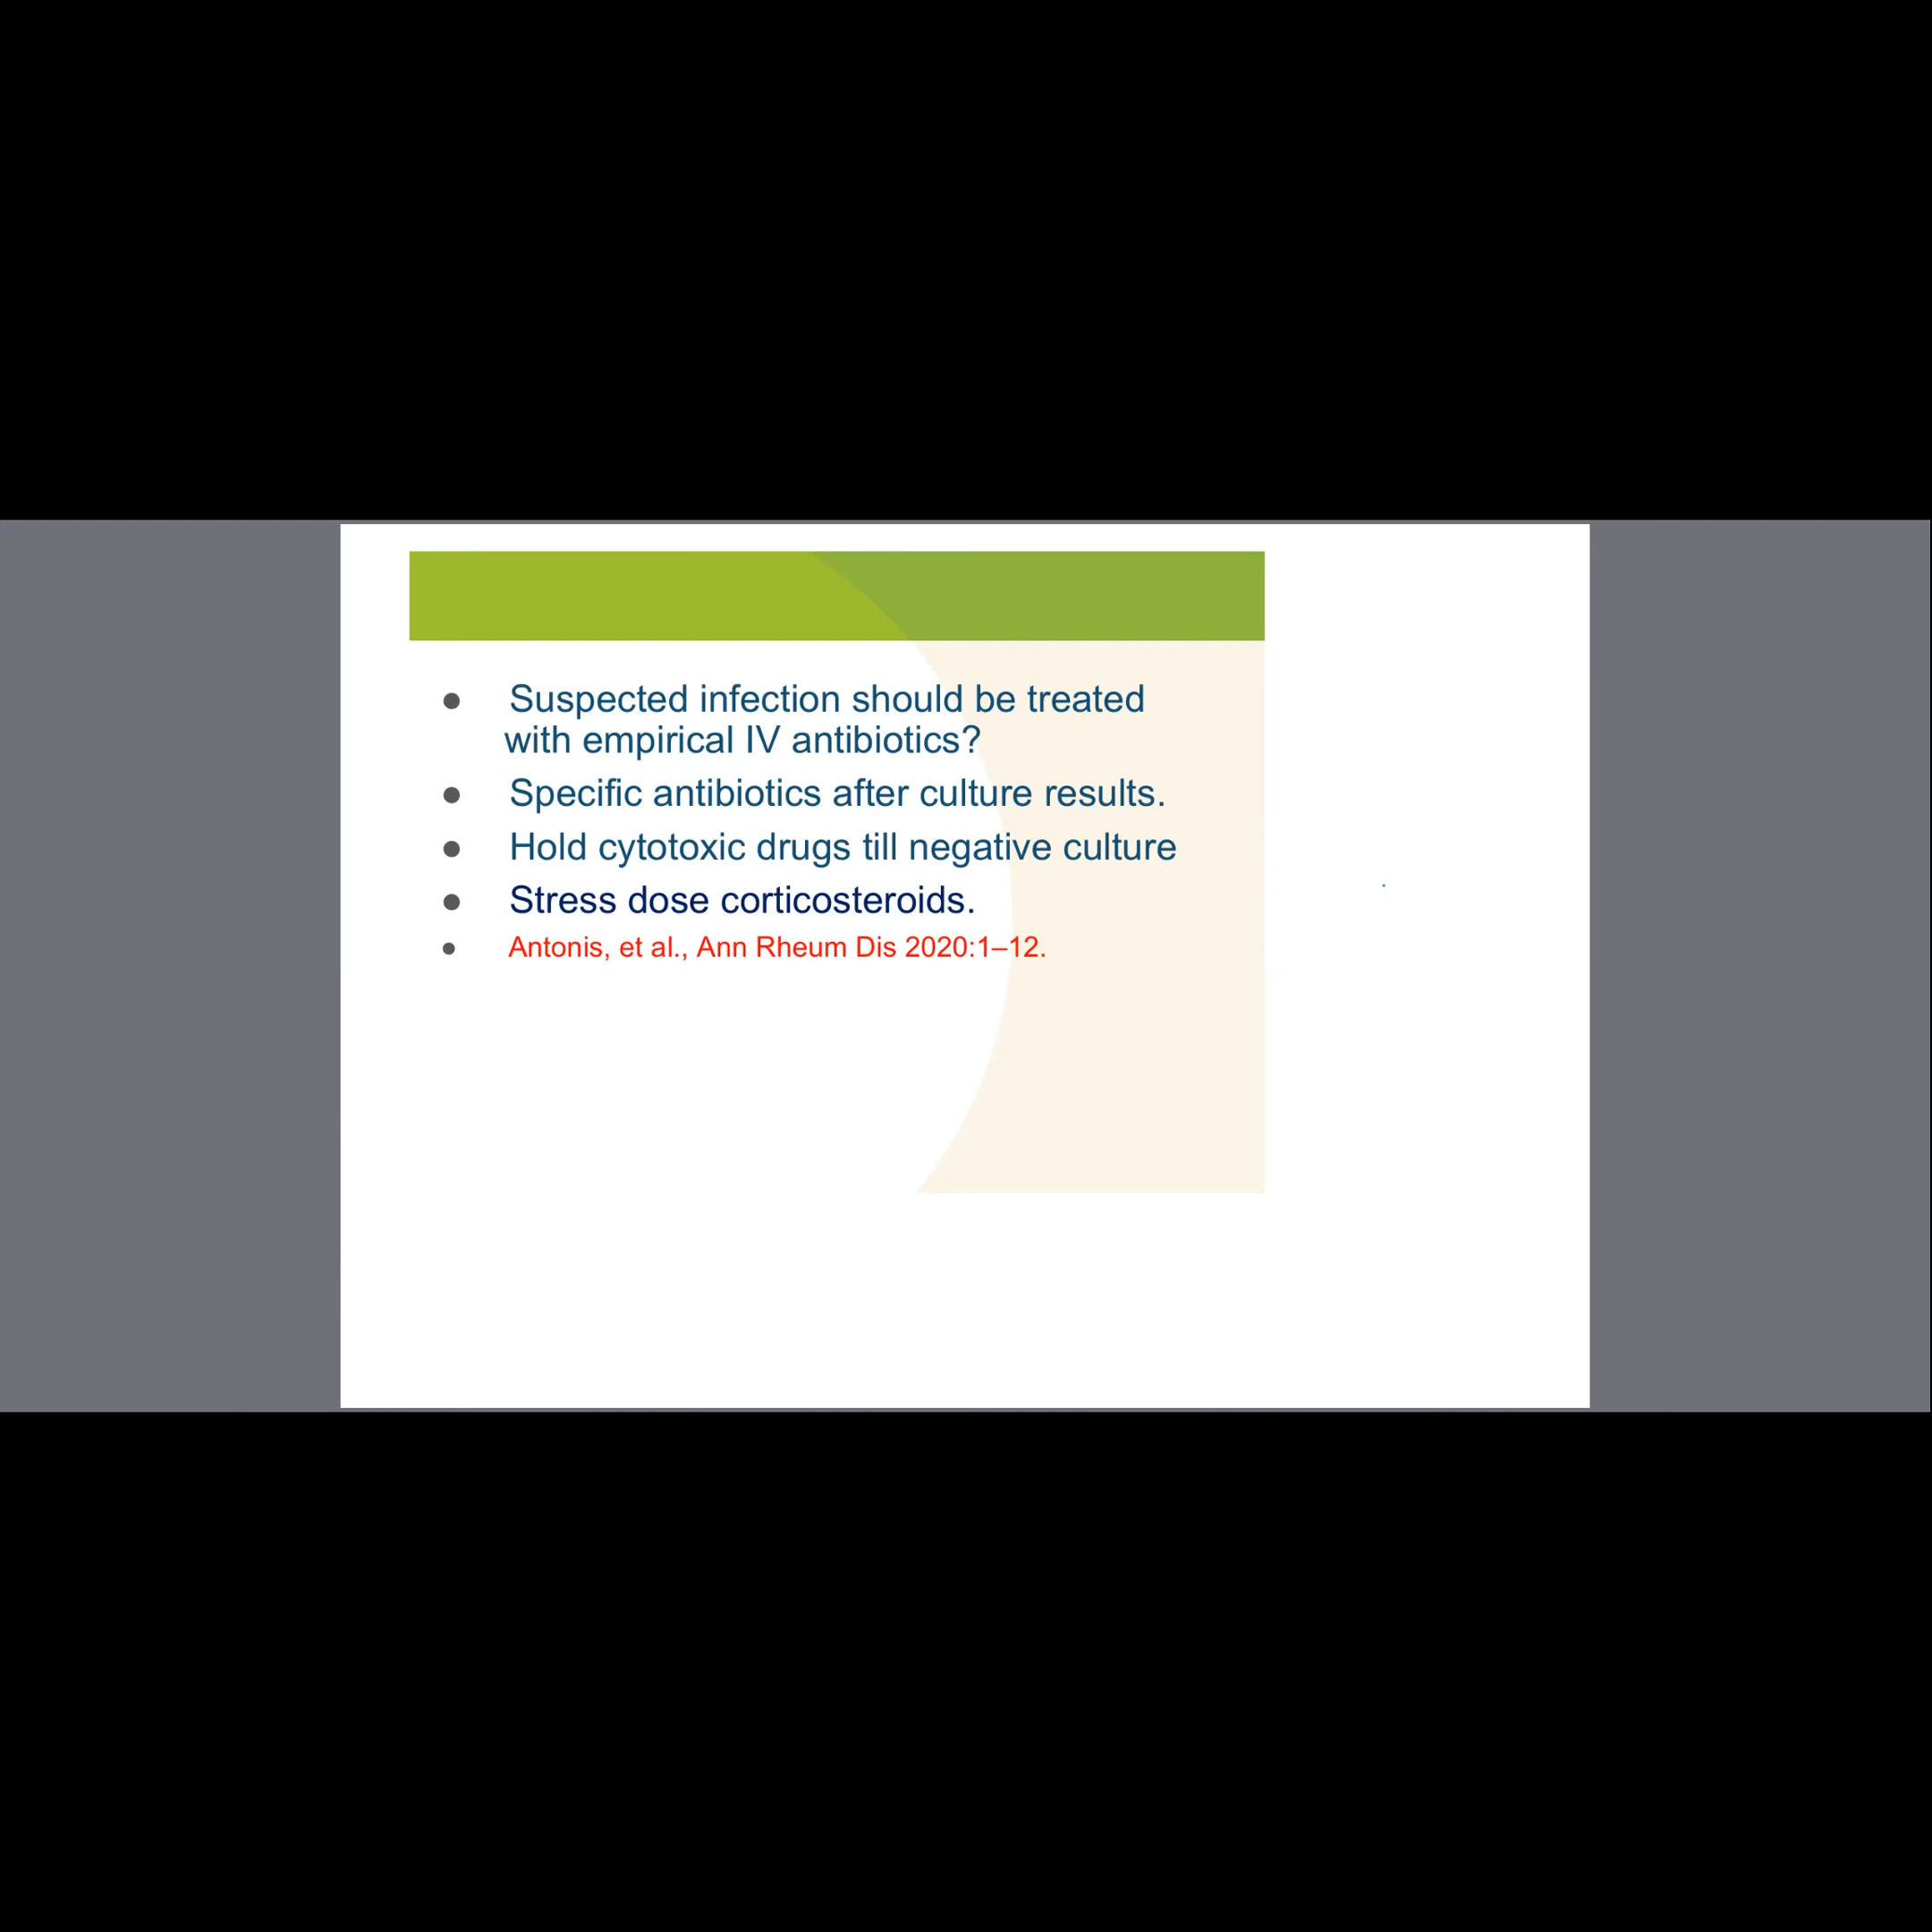 ● Suspected infection should be treated
with empirical IV antibiotics?
● Specific antibiotics after culture results.
● Hold cytotoxic drugs till negative culture
● Stress dose corticosteroids.
● Antonis, et al., Ann Rheum Dis 2020:1–12.